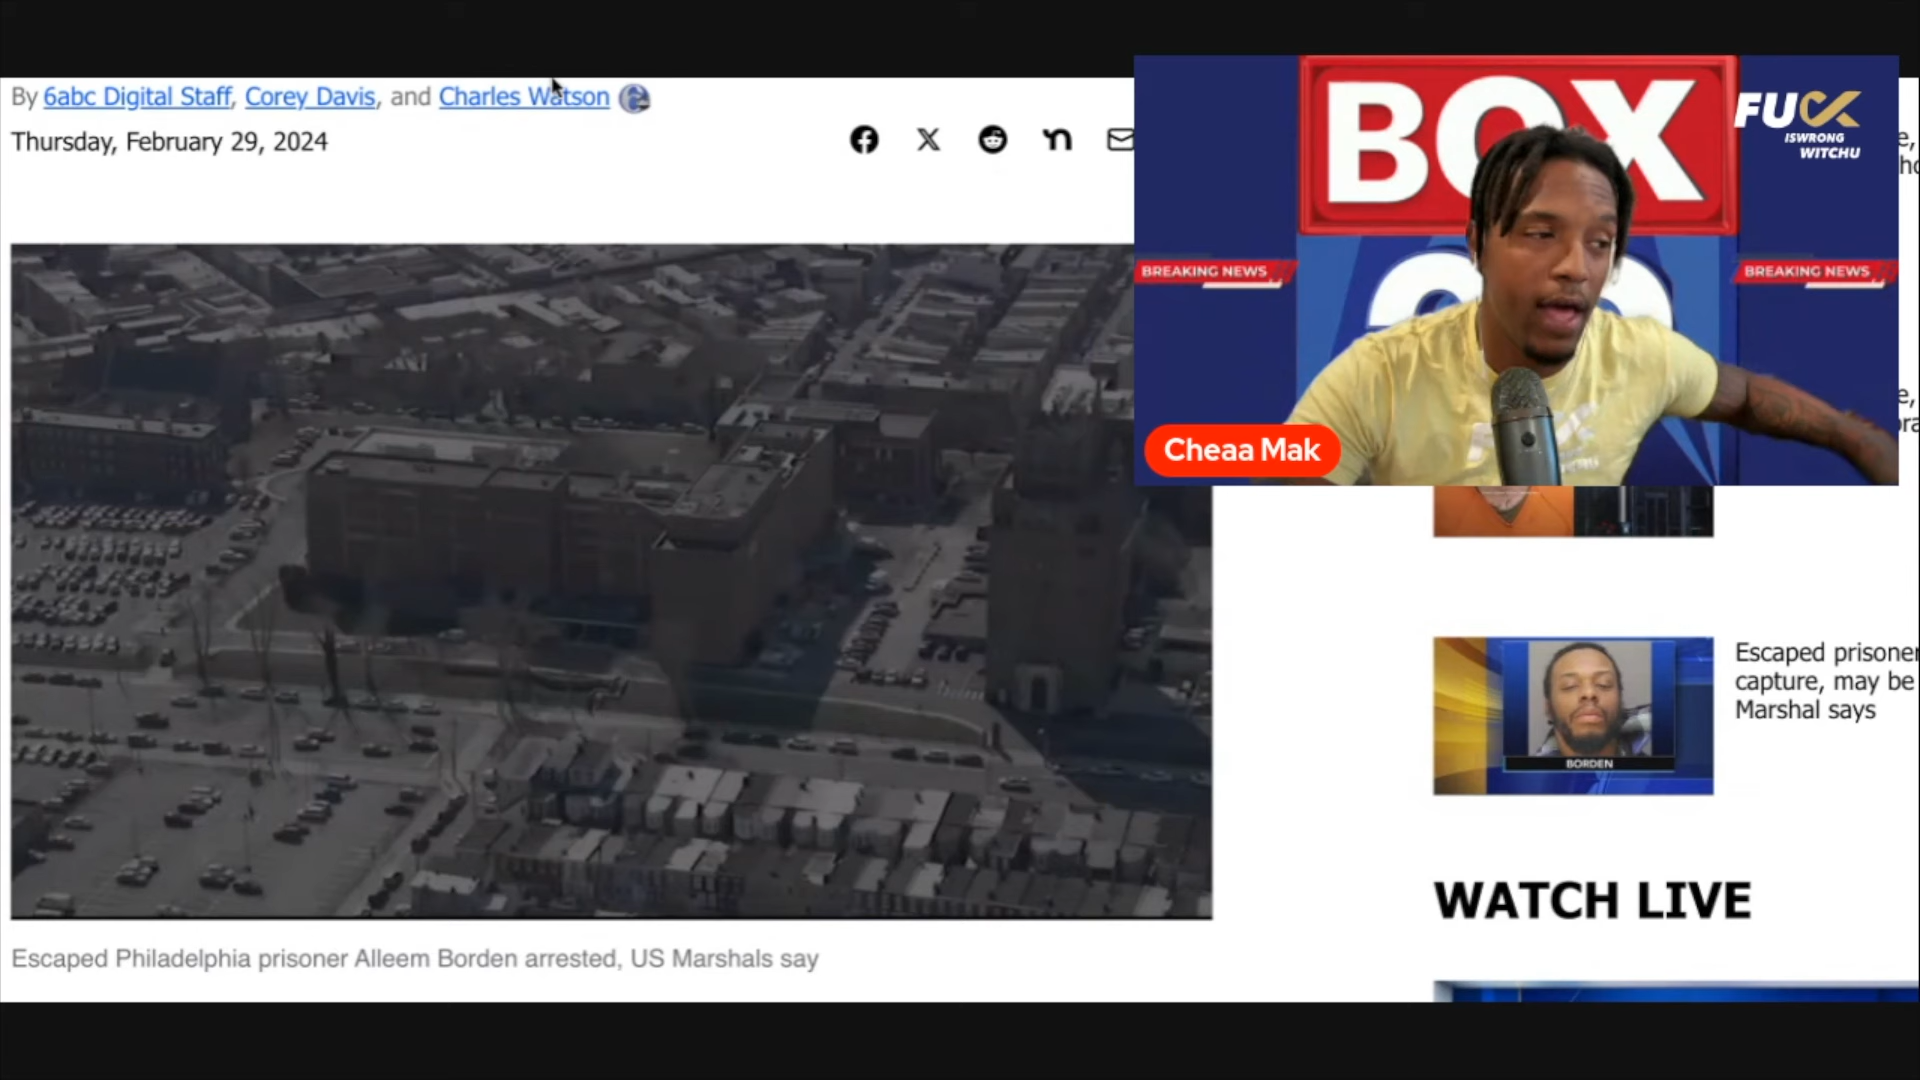 By 6abc Digital Staff, Corey Davis, and Charles Watson
Thursday, February 29, 2024
BOX
FUCK
ISWRONG
WITCHU
BREAKING NEWS
BREAKING NEWS
Cheaa Mak
BORDEN
Escaped prisoner
capture, may be
Marshal says
WATCH LIVE
Escaped Philadelphia prisoner Alleem Borden arrested, US Marshals say